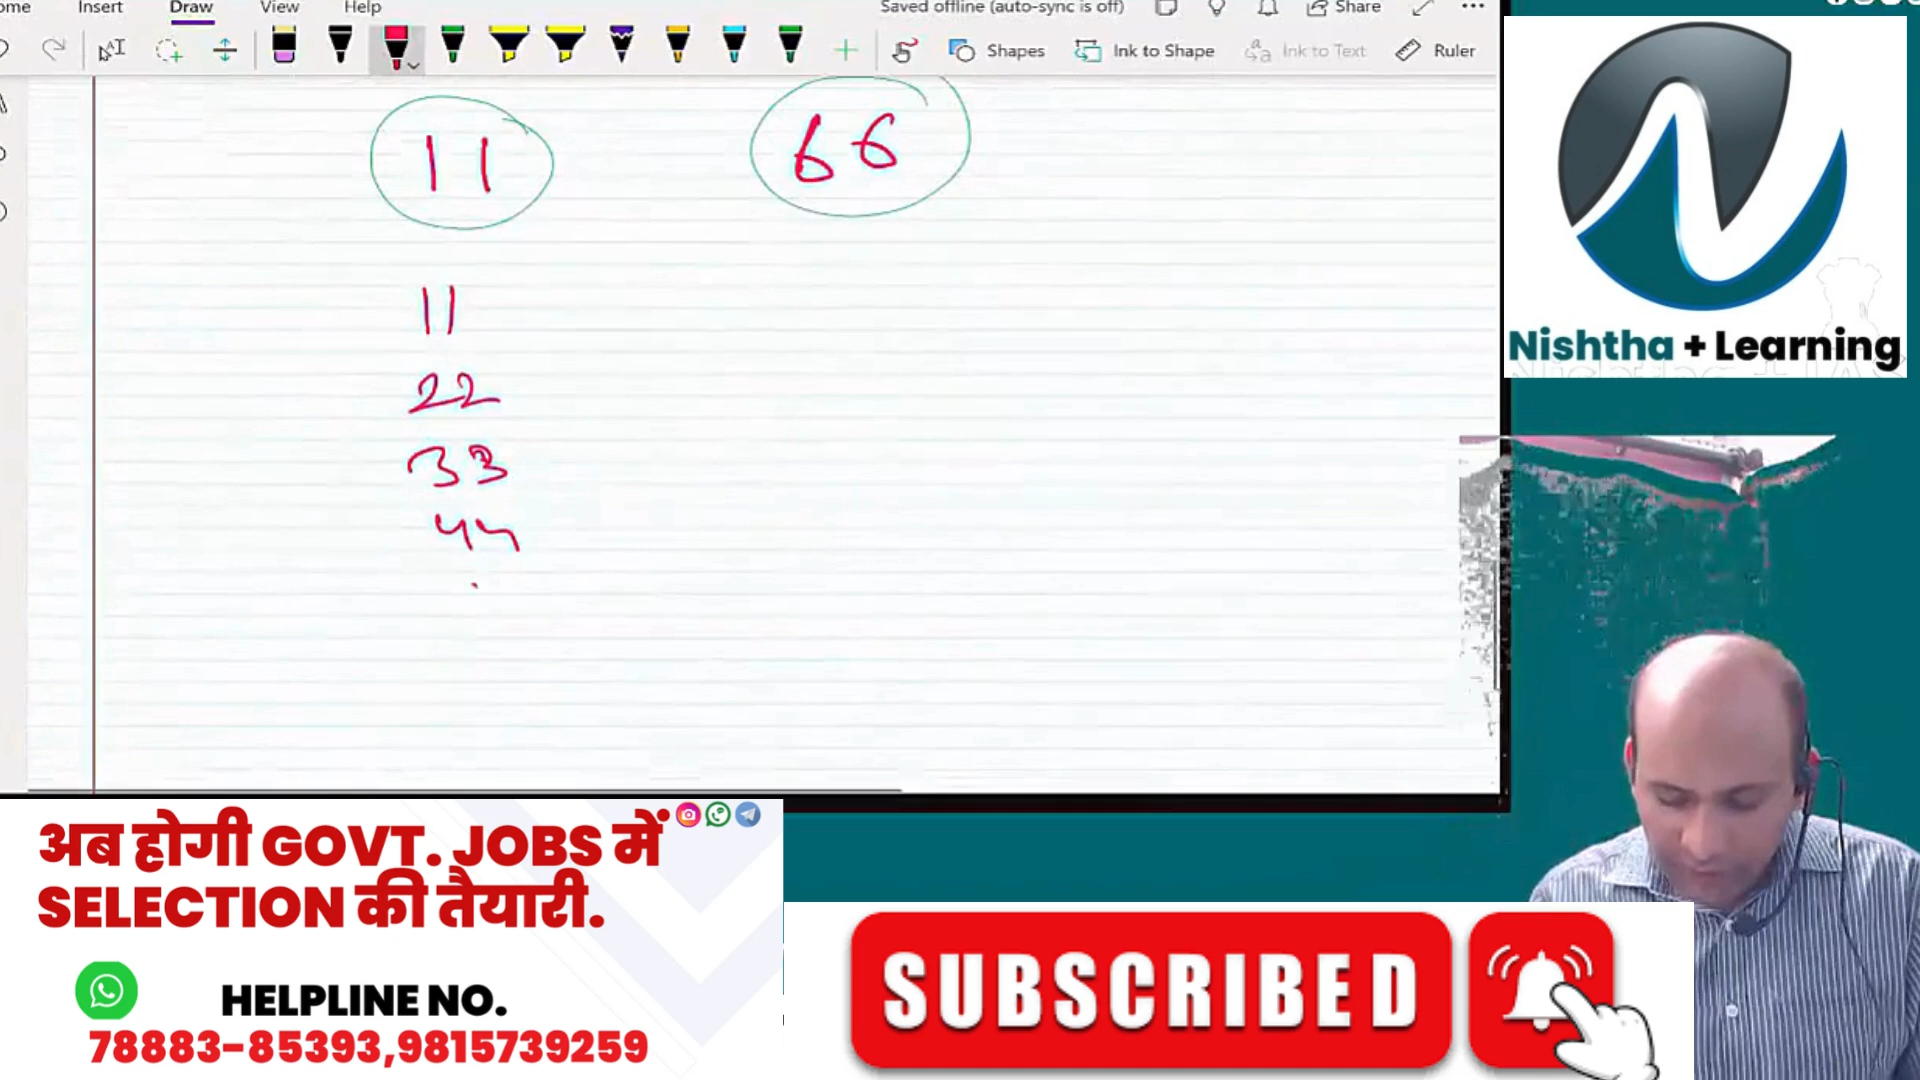 Insert Draw View Help Saved offline (auto-sync is off) Share
Shapes Ink to Shape Ink to Text Ruler
11 66
11
22
33
44
Nishtha + Learning
अब होगी GOVT. JOBS में
SELECTION की तैयारी.
HELPLINE NO.
78883-85393,9815739259
SUBSCRIBED